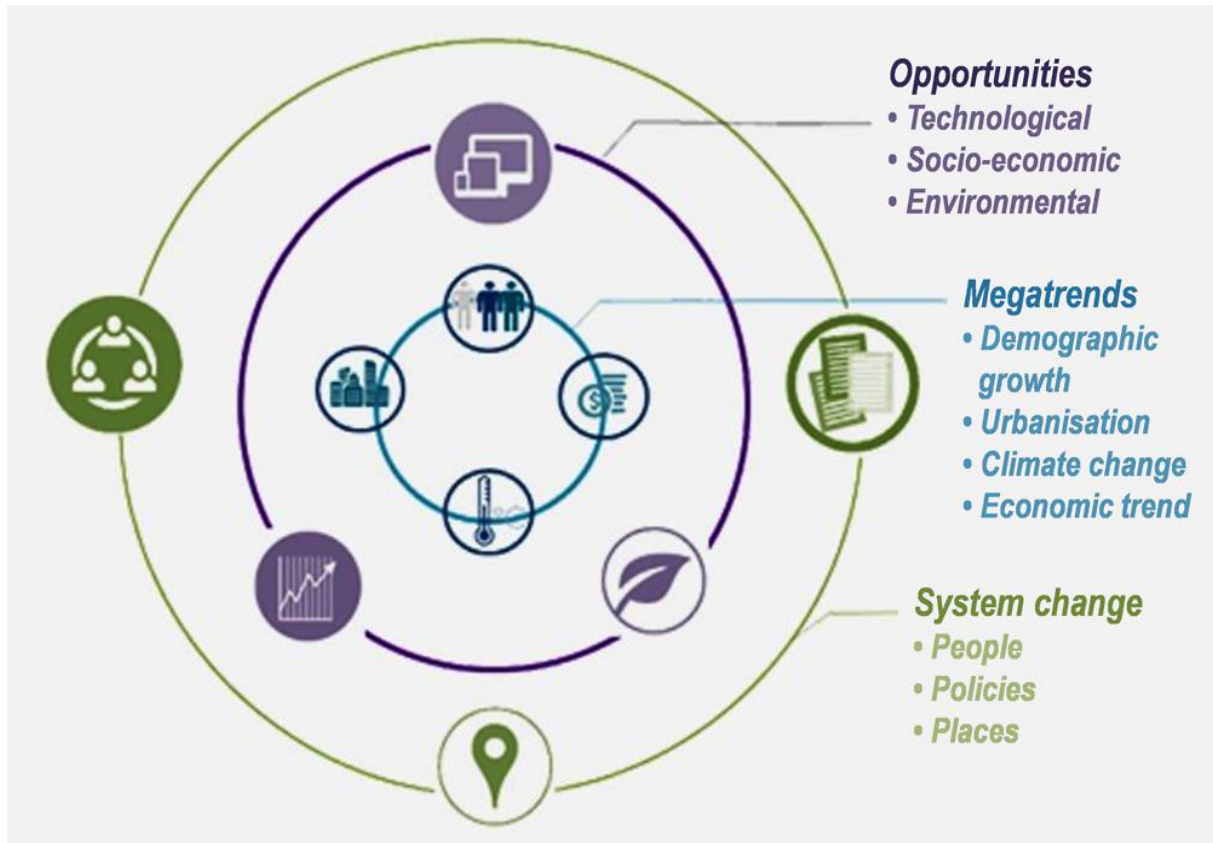 Opportunities
• Technological
• Socio-economic
• Environmental
Megatrends
• Demographic
growth
• Urbanisation
• Climate change
• Economic trend
System change
• People
• Policies
• Places